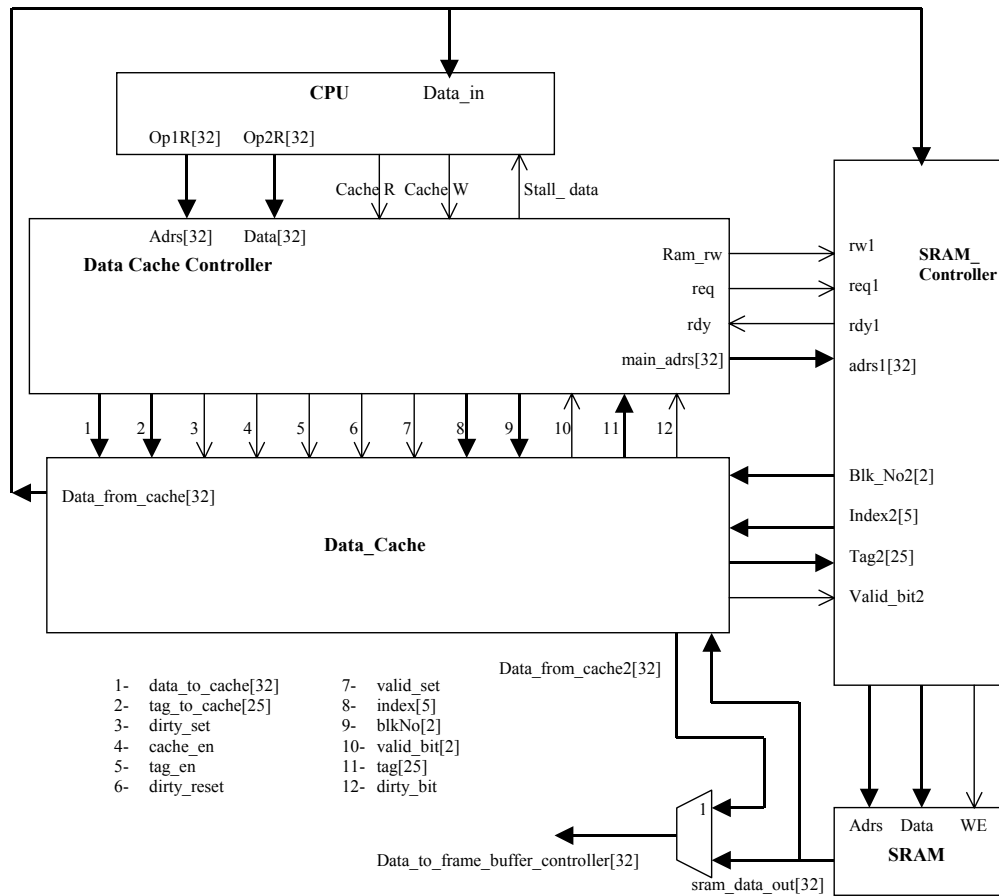 CPU
Data_in
Op1R[32]
Op2R[32]
Cache R
Cache W
Stall_ data
Adrs[32]
Data[32]
Data Cache Controller
Ram_rw
req
rdy
main_adrs[32]
rw1
SRAM_
Controller
req1
rdy1
adrs1[32]
1
2
3
4
5
6
7
8
9
10
11
12
Data_from_cache[32]
Data_Cache
Blk_No2[2]
Index2[5]
Tag2[25]
Valid_bit2
Data_from_cache2[32]
1- data_to_cache[32]
2- tag_to_cache[25]
3- dirty_set
4- cache_en
5- tag_en
6- dirty_reset
7- valid_set
8- index[5]
9- blkNo[2]
10- valid_bit[2]
11- tag[25]
12- dirty_bit
1
Adrs
Data
WE
SRAM
Data_to_frame_buffer_controller[32]
sram_data_out[32]